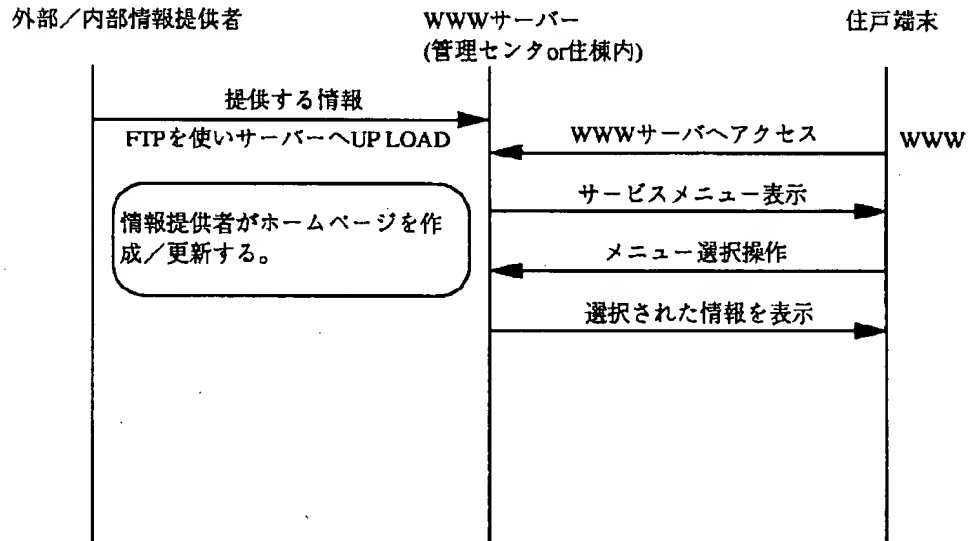 外部／内部情報提供者
WWWサーバー
(管理センタor住棟内)
住戸端末
提供する情報
FTPを使いサーバーへUP LOAD
WWWサーバへアクセス
WWW
サービスメニュー表示
情報提供者がホームページを作
成／更新する。
メニュー選択操作
選択された情報を表示